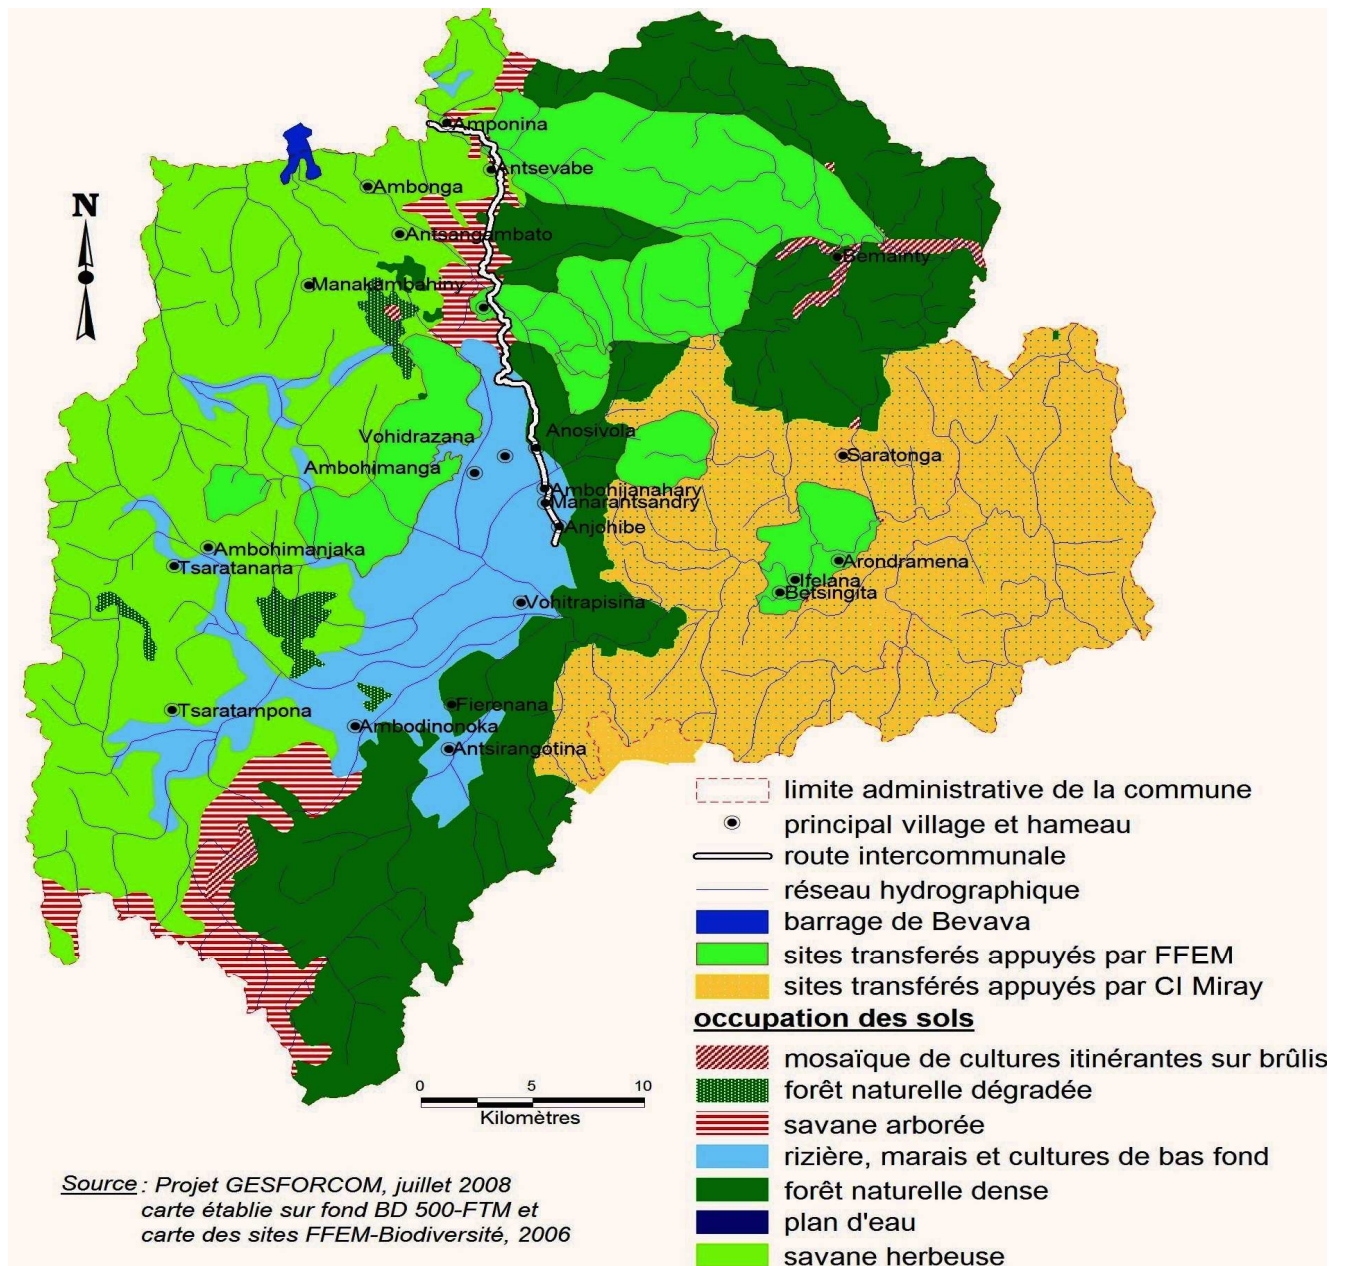 Amponina
Antsevabe
Ambonga
N
Antsangambato
Bemainty
Manakambahiny
Vohidrazana
Anosivola
Ambohimanga
Saratonga
Ambohijanahary
Manarantsandry
Anjohibe
Ambohimanjaka
Tsaratanana
Arondramena
Ifelana
Betsingita
Vohitrapisina
Fierenana
Tsaratampona
Ambodinonoka
Antsirangotina
limite administrative de la commune
principal village et hameau
route intercommunale
réseau hydrographique
barrage de Bevava
sites transferés appuyés par FFEM
sites transférés appuyés par CI Miray
occupation des sols
mosaïque de cultures itinérantes sur brûlis
forêt naturelle dégradée
savane arborée
rizière, marais et cultures de bas fond
forêt naturelle dense
plan d'eau
savane herbeuse
0 5 10
Kilomètres
Source : Projet GESFORCOM, juillet 2008
carte établie sur fond BD 500-FTM et
carte des sites FFEM-Biodiversité, 2006